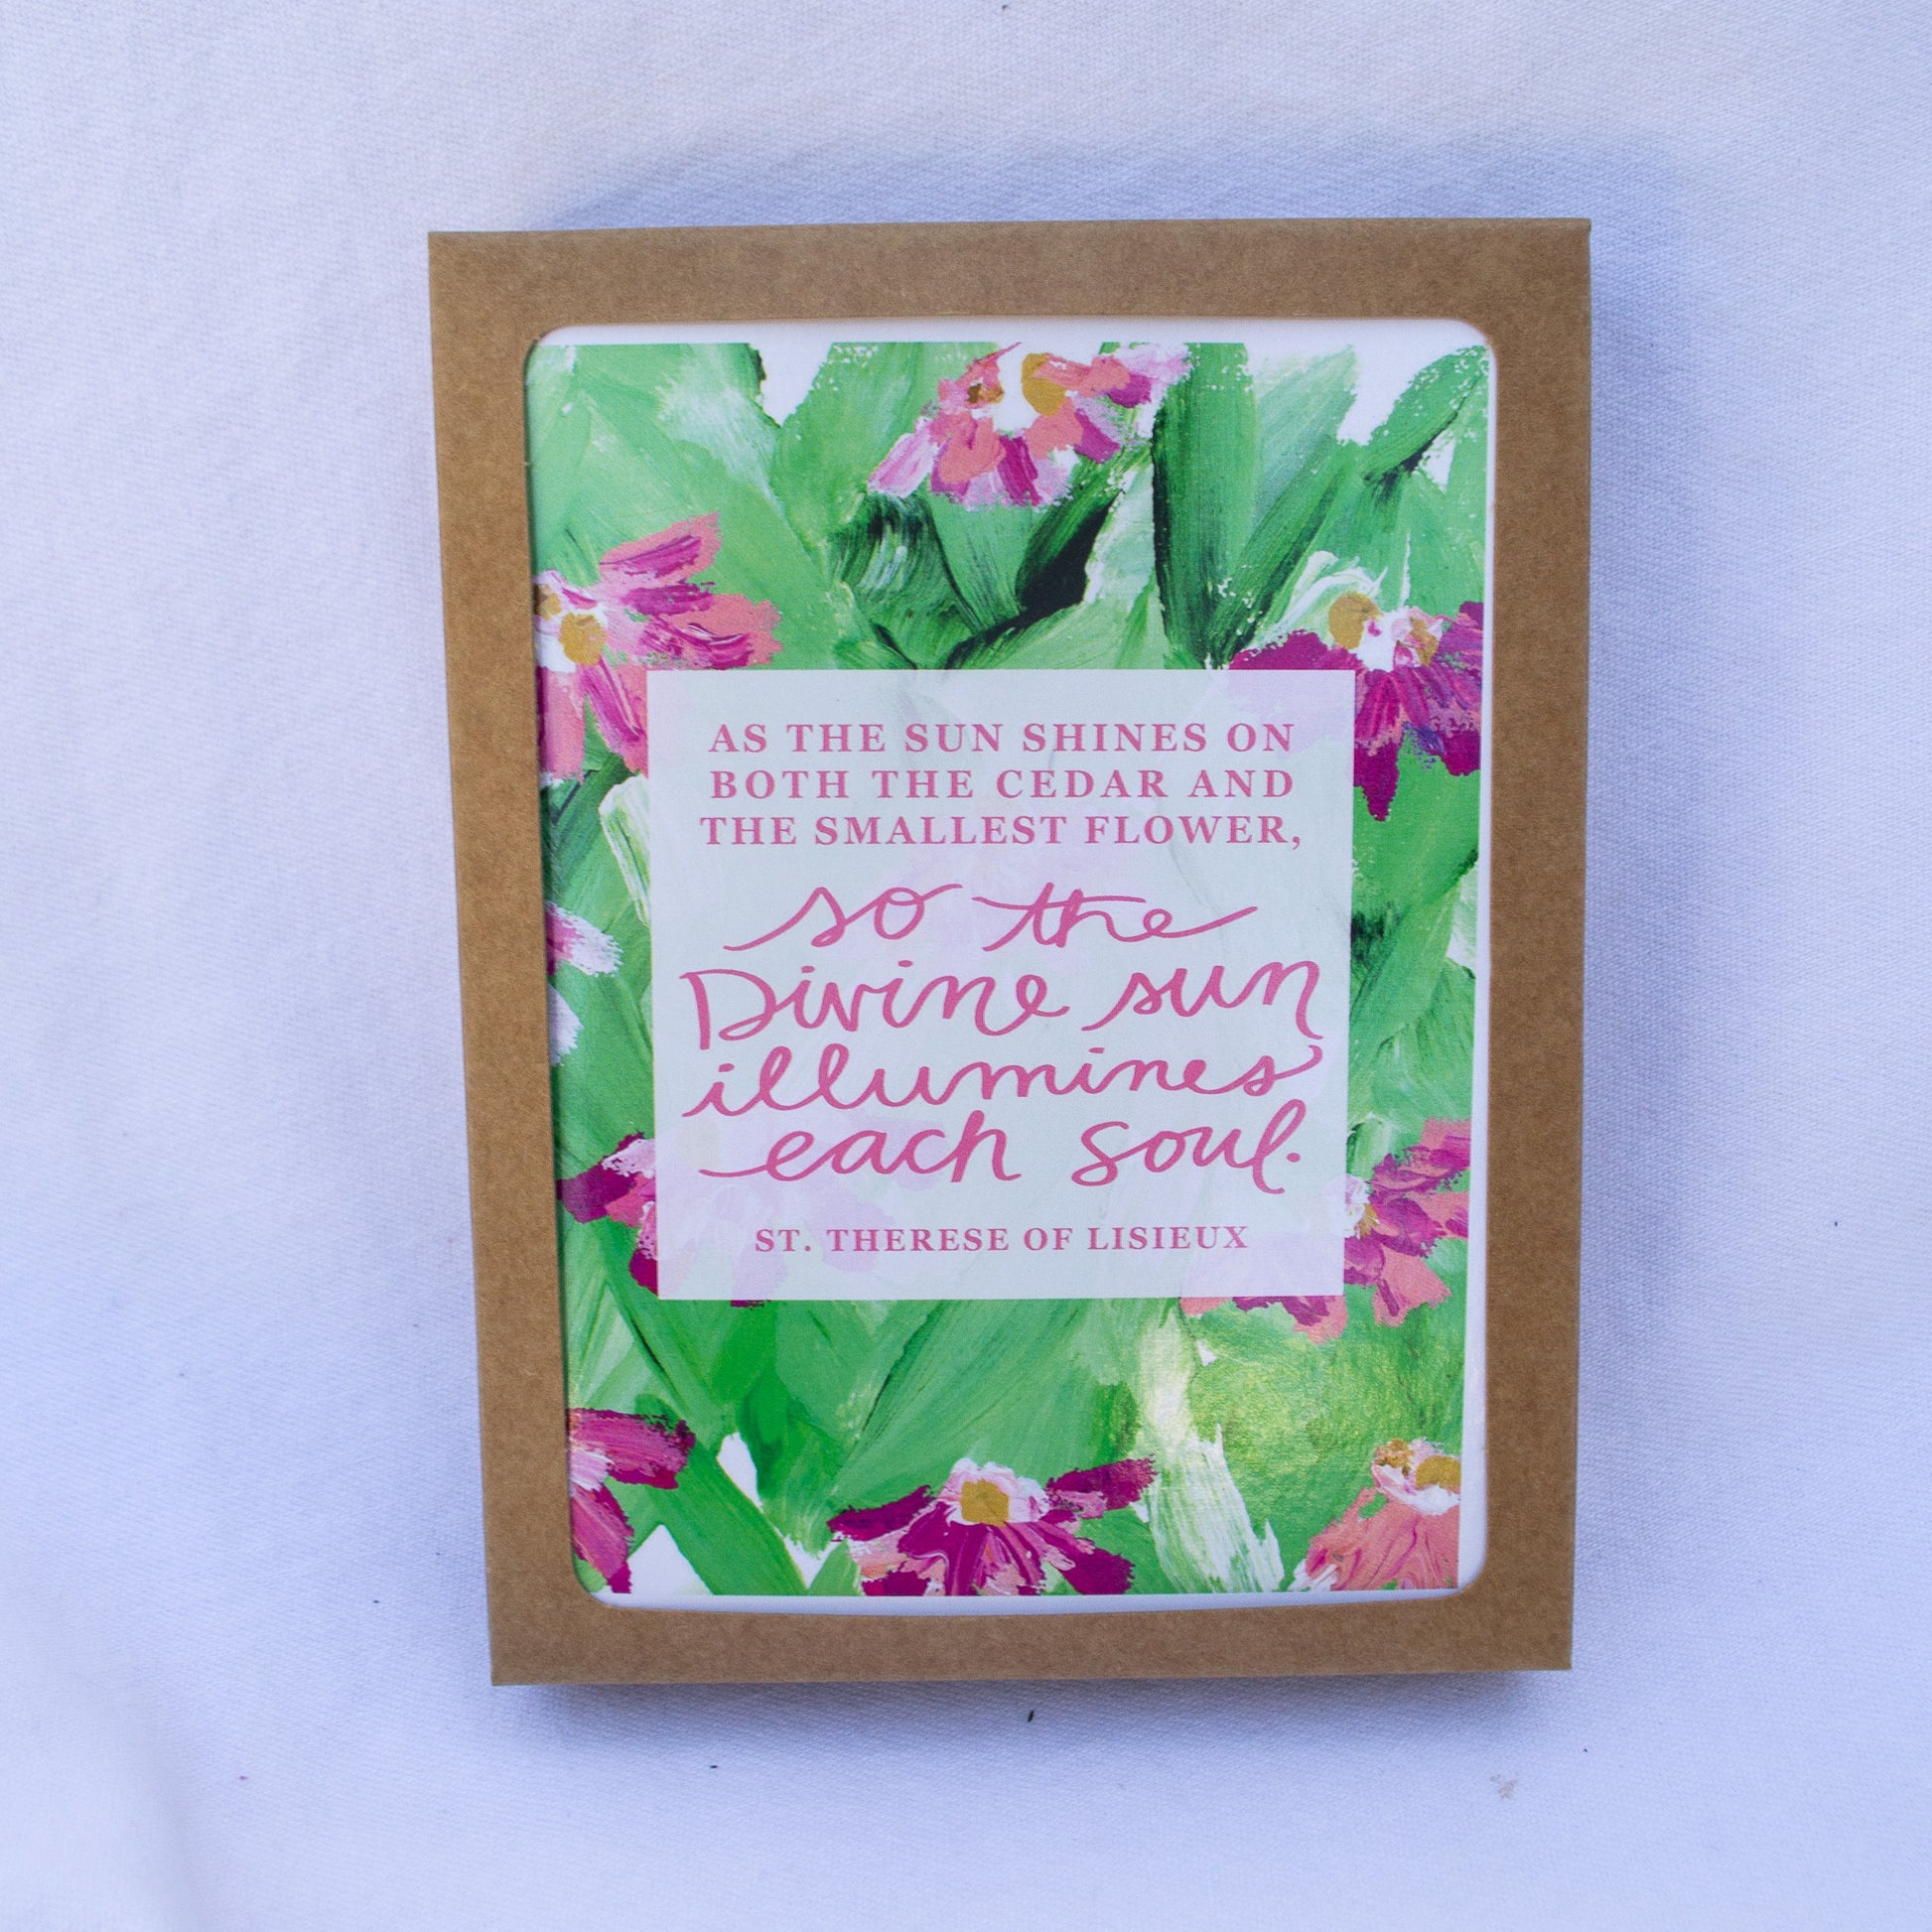 AS THE SUN SHINES ON
BOTH THE CEDAR AND
THE SMALLEST FLOWER,
so the
Divine sun
illumines
each soul.
ST. THERESE OF LISIEUX